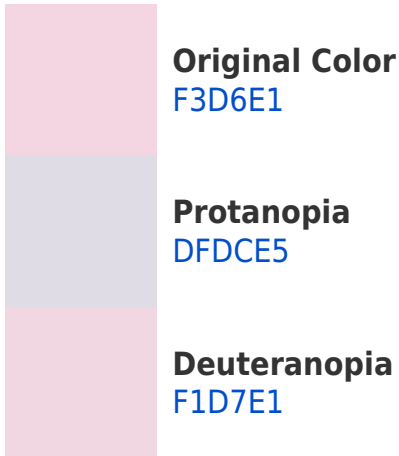 Original Color
F3D6E1
Protanopia
DFDCE5
Deuteranopia
F1D7E1